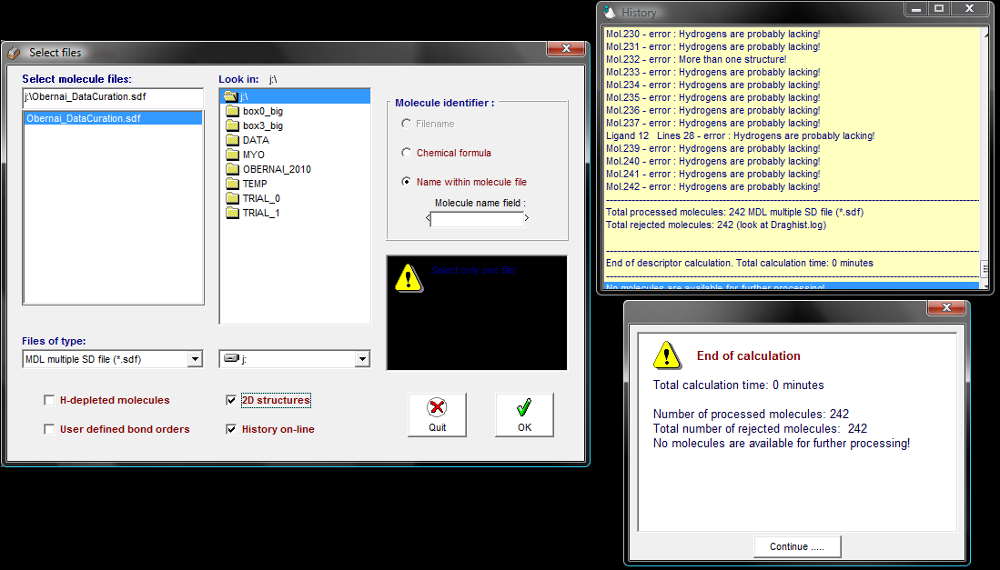 Select files
Select molecule files:
j:\Obernai_DataCuration.sdf
Obernai_DataCuration.sdf
Look in: j:\
j:\
box0_big
box3_big
DATA
MYO
OBERNAI_2010
TEMP
TRIAL_0
TRIAL_1
Molecule identifier :
Filename
Chemical formula
Name within molecule file
Molecule name field :
Select only one file!
Files of type:
MDL multiple SD file (*.sdf)
j:
H-depleted molecules
2D structures
User defined bond orders
History on-line
Quit
OK
History
Mol.230 - error : Hydrogens are probably lacking!
Mol.231 - error : Hydrogens are probably lacking!
Mol.232 - error : More than one structure!
Mol.233 - error : Hydrogens are probably lacking!
Mol.234 - error : Hydrogens are probably lacking!
Mol.235 - error : Hydrogens are probably lacking!
Mol.236 - error : Hydrogens are probably lacking!
Mol.237 - error : Hydrogens are probably lacking!
Ligand 12 Lines 28 - error : Hydrogens are probably lacking!
Mol.239 - error : Hydrogens are probably lacking!
Mol.240 - error : Hydrogens are probably lacking!
Mol.241 - error : Hydrogens are probably lacking!
Mol.242 - error : Hydrogens are probably lacking!
Total processed molecules: 242 MDL multiple SD file (*.sdf)
Total rejected molecules: 242 (look at Draghist.log)
End of descriptor calculation. Total calculation time: 0 minutes
No molecules are available for further processing!
End of calculation
Total calculation time: 0 minutes
Number of processed molecules: 242
Total number of rejected molecules: 242
No molecules are available for further processing!
Continue .....